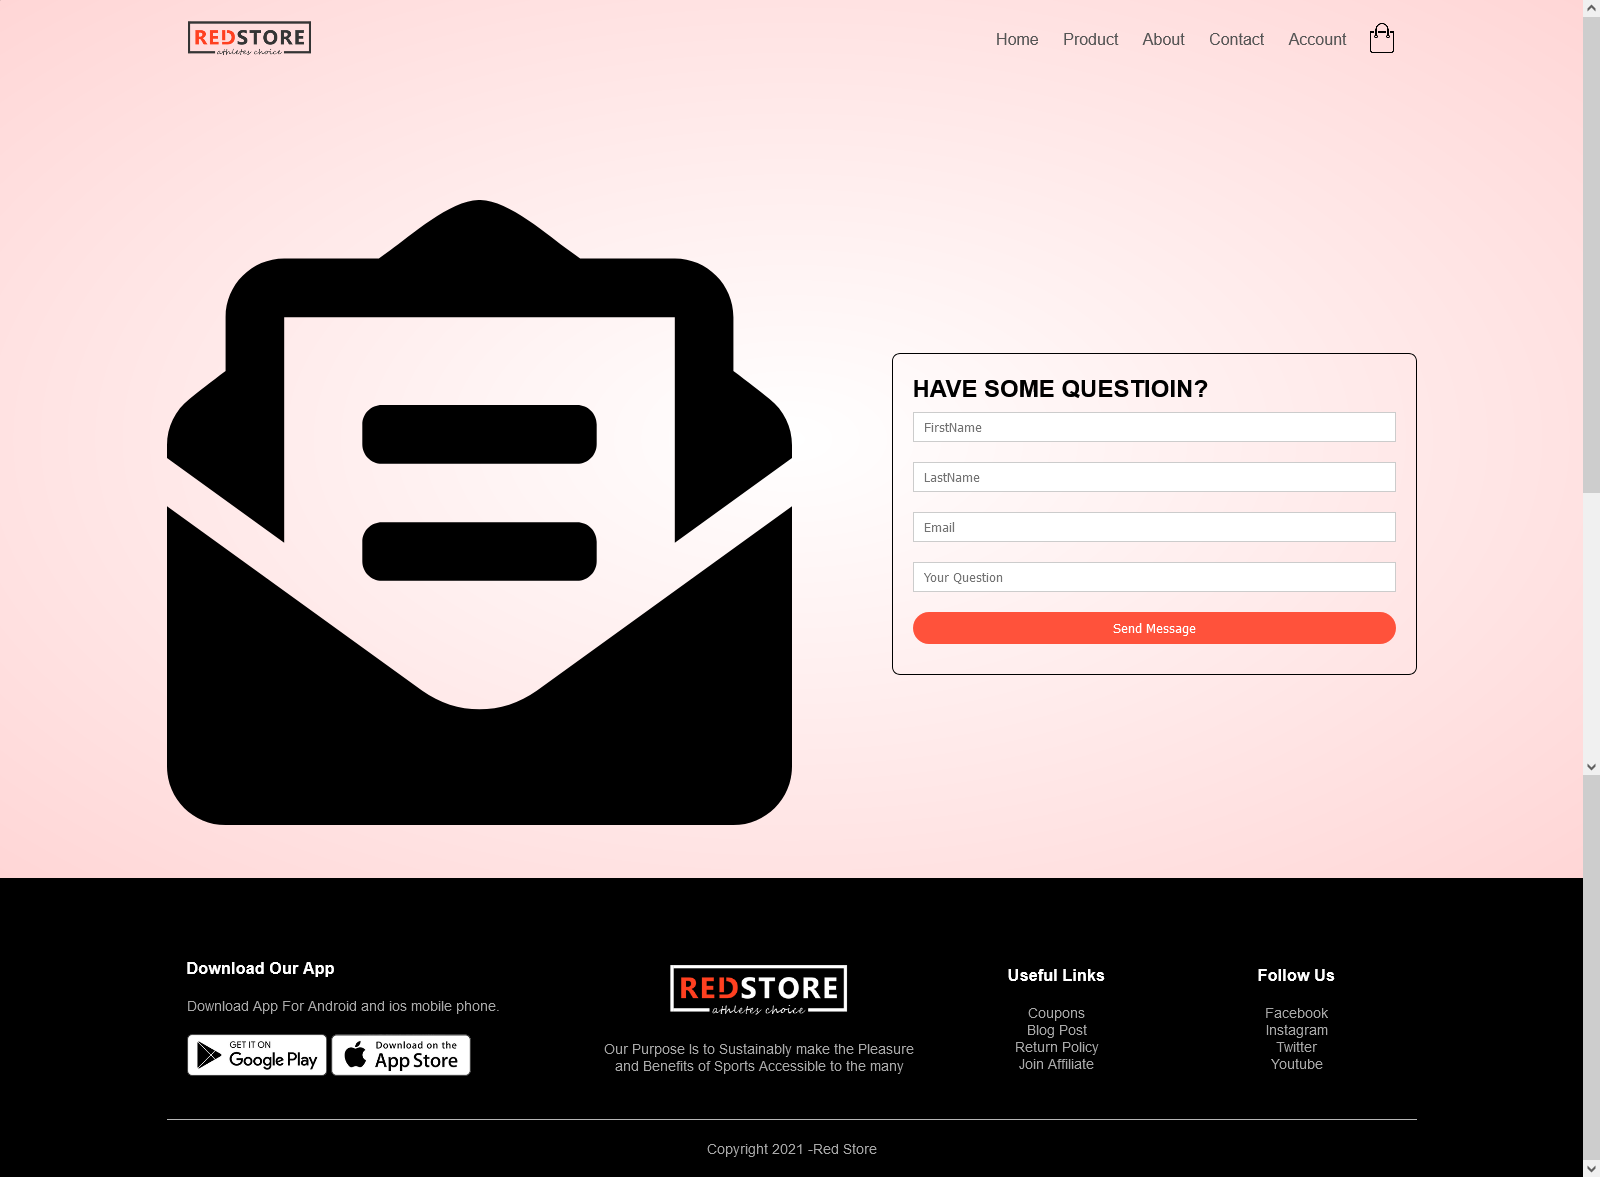 REDSTORE
athletes choice
Home Product About Contact Account
HAVE SOME QUESTIOIN?
FirstName
LastName
Email
Your Question
Send Message
Download Our App
Download App For Android and ios mobile phone.
GET IT ON
Google Play
Download on the
App Store
REDSTORE
athletes choice
Our Purpose Is to Sustainably make the Pleasure
and Benefits of Sports Accessible to the many
Useful Links
Coupons
Blog Post
Return Policy
Join Affiliate
Follow Us
Facebook
Instagram
Twitter
Youtube
Copyright 2021 -Red Store